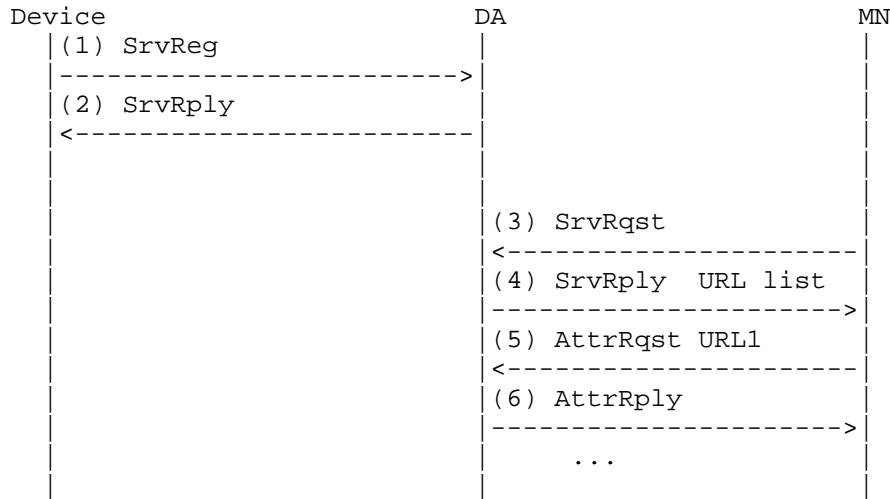 Device DA MN
(1) SrvReg
(2) SrvRply
(3) SrvRqst
(4) SrvRply URL list
(5) AttrRqst URL1
(6) AttrRply
...